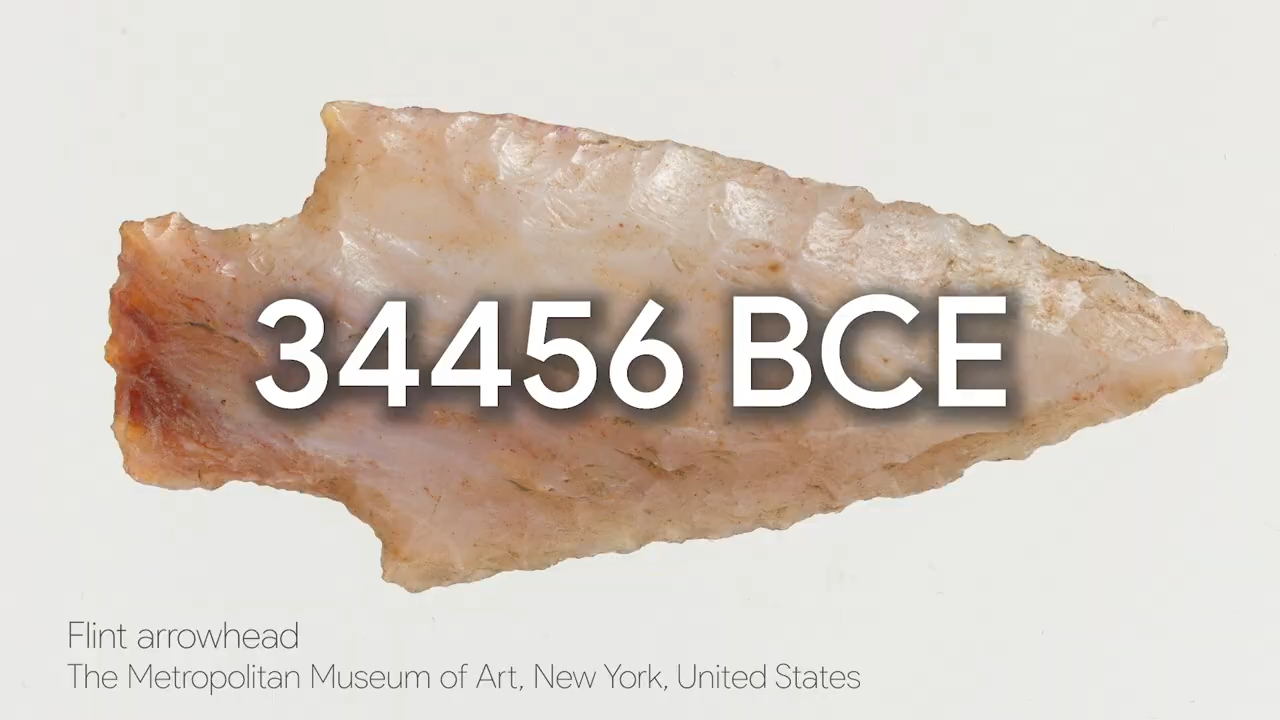 34456 BCE
Flint arrowhead
The Metropolitan Museum of Art, New York, United States